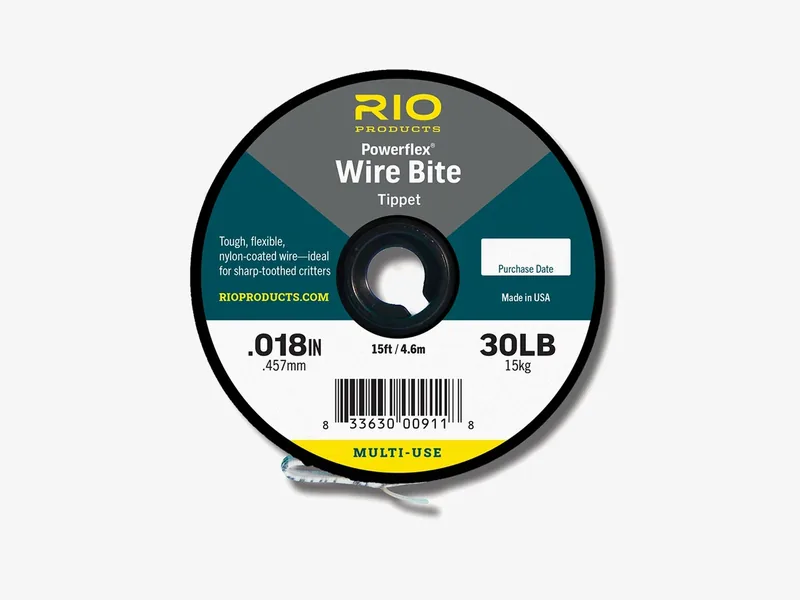 RIO
PRODUCTS
Powerflex®
Wire Bite
Tippet
Tough, flexible,
nylon-coated wire—ideal
for sharp-toothed critters
RIOPRODUCTS.COM
Purchase Date
Made in USA
.018IN
.457mm
15ft / 4.6m
30LB
15kg
8 33630 00911 8
MULTI-USE